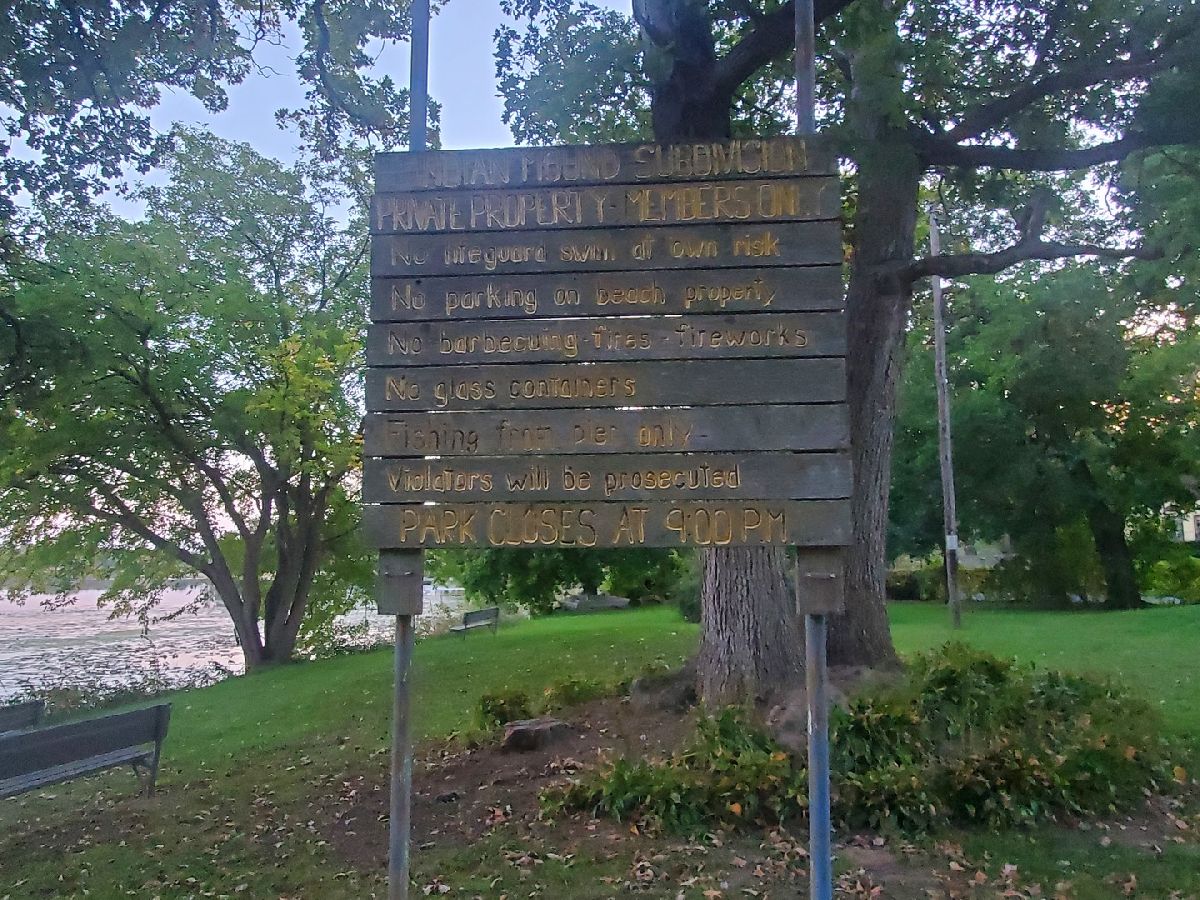 INDIAN MOUND SUBDIVISION
PRIVATE PROPERTY-MEMBERS ONLY
No lifeguard swim at own risk
No parking on beach property
No barbecuing-fires-fireworks
No glass containers
Fishing from pier only-
Violators will be prosecuted
PARK CLOSES AT 9:00 PM